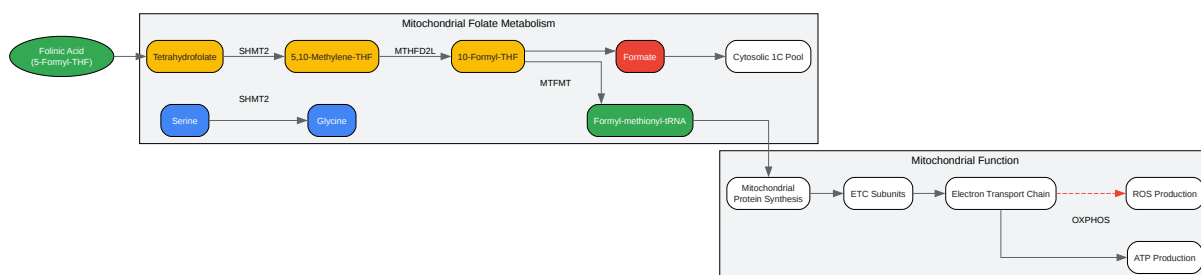 Mitochondrial Folate Metabolism
Folinic Acid
(5-Formyl-THF)
Tetrahydrofolate
SHMT2
5,10-Methylene-THF
MTHFD2L
10-Formyl-THF
Formate
Cytosolic 1C Pool
MTFMT
SHMT2
Serine
Glycine
Formyl-methionyl-tRNA
Mitochondrial Function
Mitochondrial
Protein Synthesis
ETC Subunits
Electron Transport Chain
ROS Production
OXPHOS
ATP Production